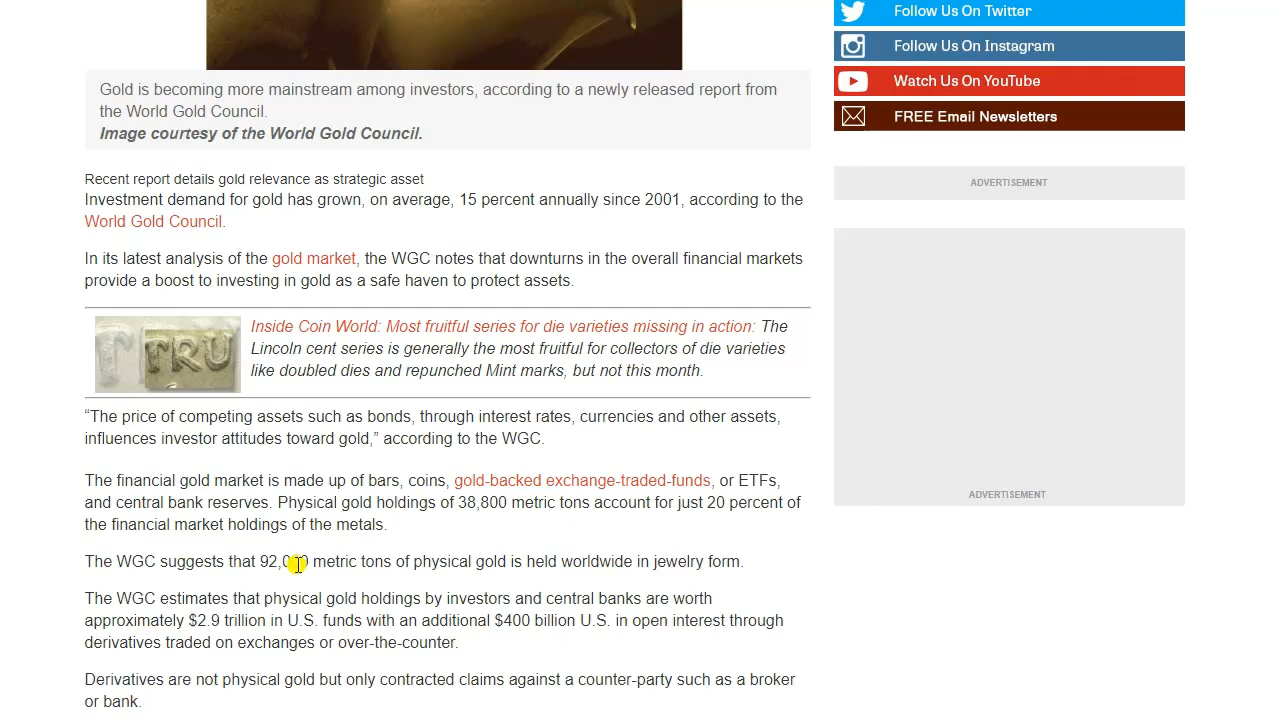 Follow Us On Twitter
Follow Us On Instagram
Watch Us On YouTube
FREE Email Newsletters
ADVERTISEMENT
ADVERTISEMENT
Gold is becoming more mainstream among investors, according to a newly released report from
the World Gold Council.
Image courtesy of the World Gold Council.
Recent report details gold relevance as strategic asset
Investment demand for gold has grown, on average, 15 percent annually since 2001, according to the
World Gold Council.
In its latest analysis of the gold market, the WGC notes that downturns in the overall financial markets
provide a boost to investing in gold as a safe haven to protect assets.
T TRU
Inside Coin World: Most fruitful series for die varieties missing in action: The
Lincoln cent series is generally the most fruitful for collectors of die varieties
like doubled dies and repunched Mint marks, but not this month.
“The price of competing assets such as bonds, through interest rates, currencies and other assets,
influences investor attitudes toward gold,” according to the WGC.
The financial gold market is made up of bars, coins, gold-backed exchange-traded-funds, or ETFs,
and central bank reserves. Physical gold holdings of 38,800 metric tons account for just 20 percent of
the financial market holdings of the metals.
The WGC suggests that 92,000 metric tons of physical gold is held worldwide in jewelry form.
The WGC estimates that physical gold holdings by investors and central banks are worth
approximately $2.9 trillion in U.S. funds with an additional $400 billion U.S. in open interest through
derivatives traded on exchanges or over-the-counter.
Derivatives are not physical gold but only contracted claims against a counter-party such as a broker
or bank.